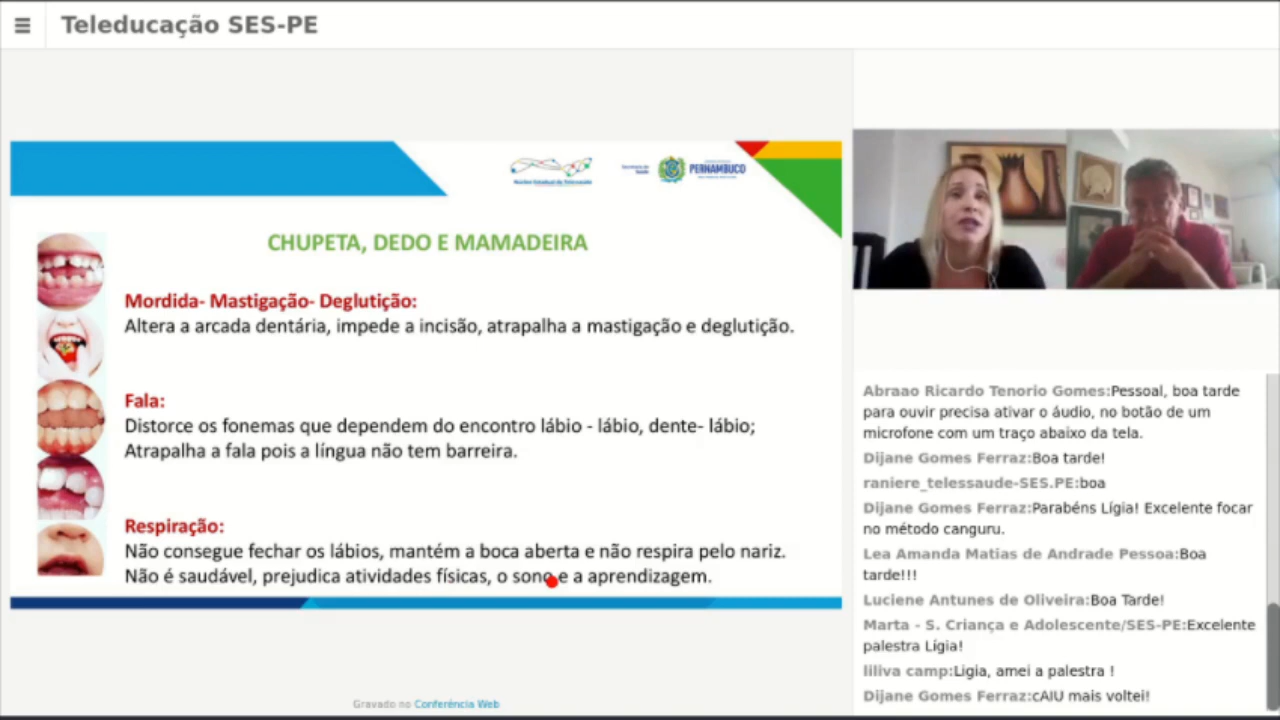 Teleducação SES-PE
Núcleo Estadual de Telessaúde
Secretaria de
Saúde
PERNAMBUCO
CHUPETA, DEDO E MAMADEIRA
Mordida- Mastigação- Deglutição:
Altera a arcada dentária, impede a incisão, atrapalha a mastigação e deglutição.
Fala:
Distorce os fonemas que dependem do encontro lábio - lábio, dente- lábio;
Atrapalha a fala pois a língua não tem barreira.
Respiração:
Não consegue fechar os lábios, mantém a boca aberta e não respira pelo nariz.
Não é saudável, prejudica atividades físicas, o sono e a aprendizagem.
Gravado no Conferência Web
Abraao Ricardo Tenorio Gomes:Pessoal, boa tarde
para ouvir precisa ativar o áudio, no botão de um
microfone com um traço abaixo da tela.
Dijane Gomes Ferraz:Boa tarde!
raniere_telessaude-SES.PE:boa
Dijane Gomes Ferraz:Parabéns Lígia! Excelente focar
no método canguru.
Lea Amanda Matias de Andrade Pessoa:Boa
tarde!!!
Luciene Antunes de Oliveira:Boa Tarde!
Marta - S. Criança e Adolescente/SES-PE:Excelente
palestra Lígia!
liliva camp:Ligia, amei a palestra !
Dijane Gomes Ferraz:cAIU mais voltei!